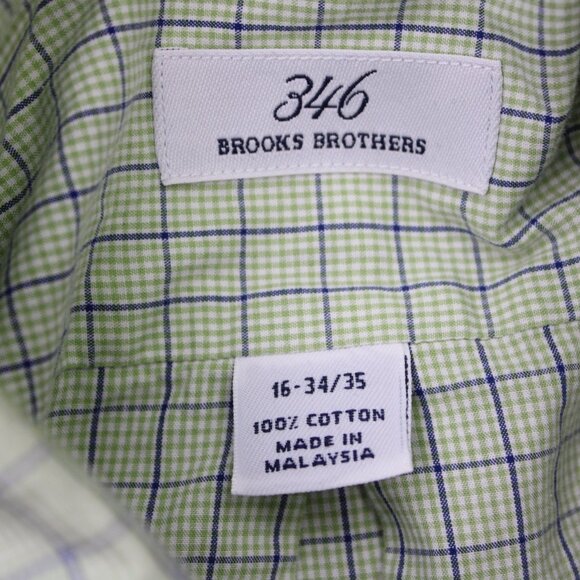 346
BROOKS BROTHERS
16-34/35
100% COTTON
MADE IN
MALAYSIA